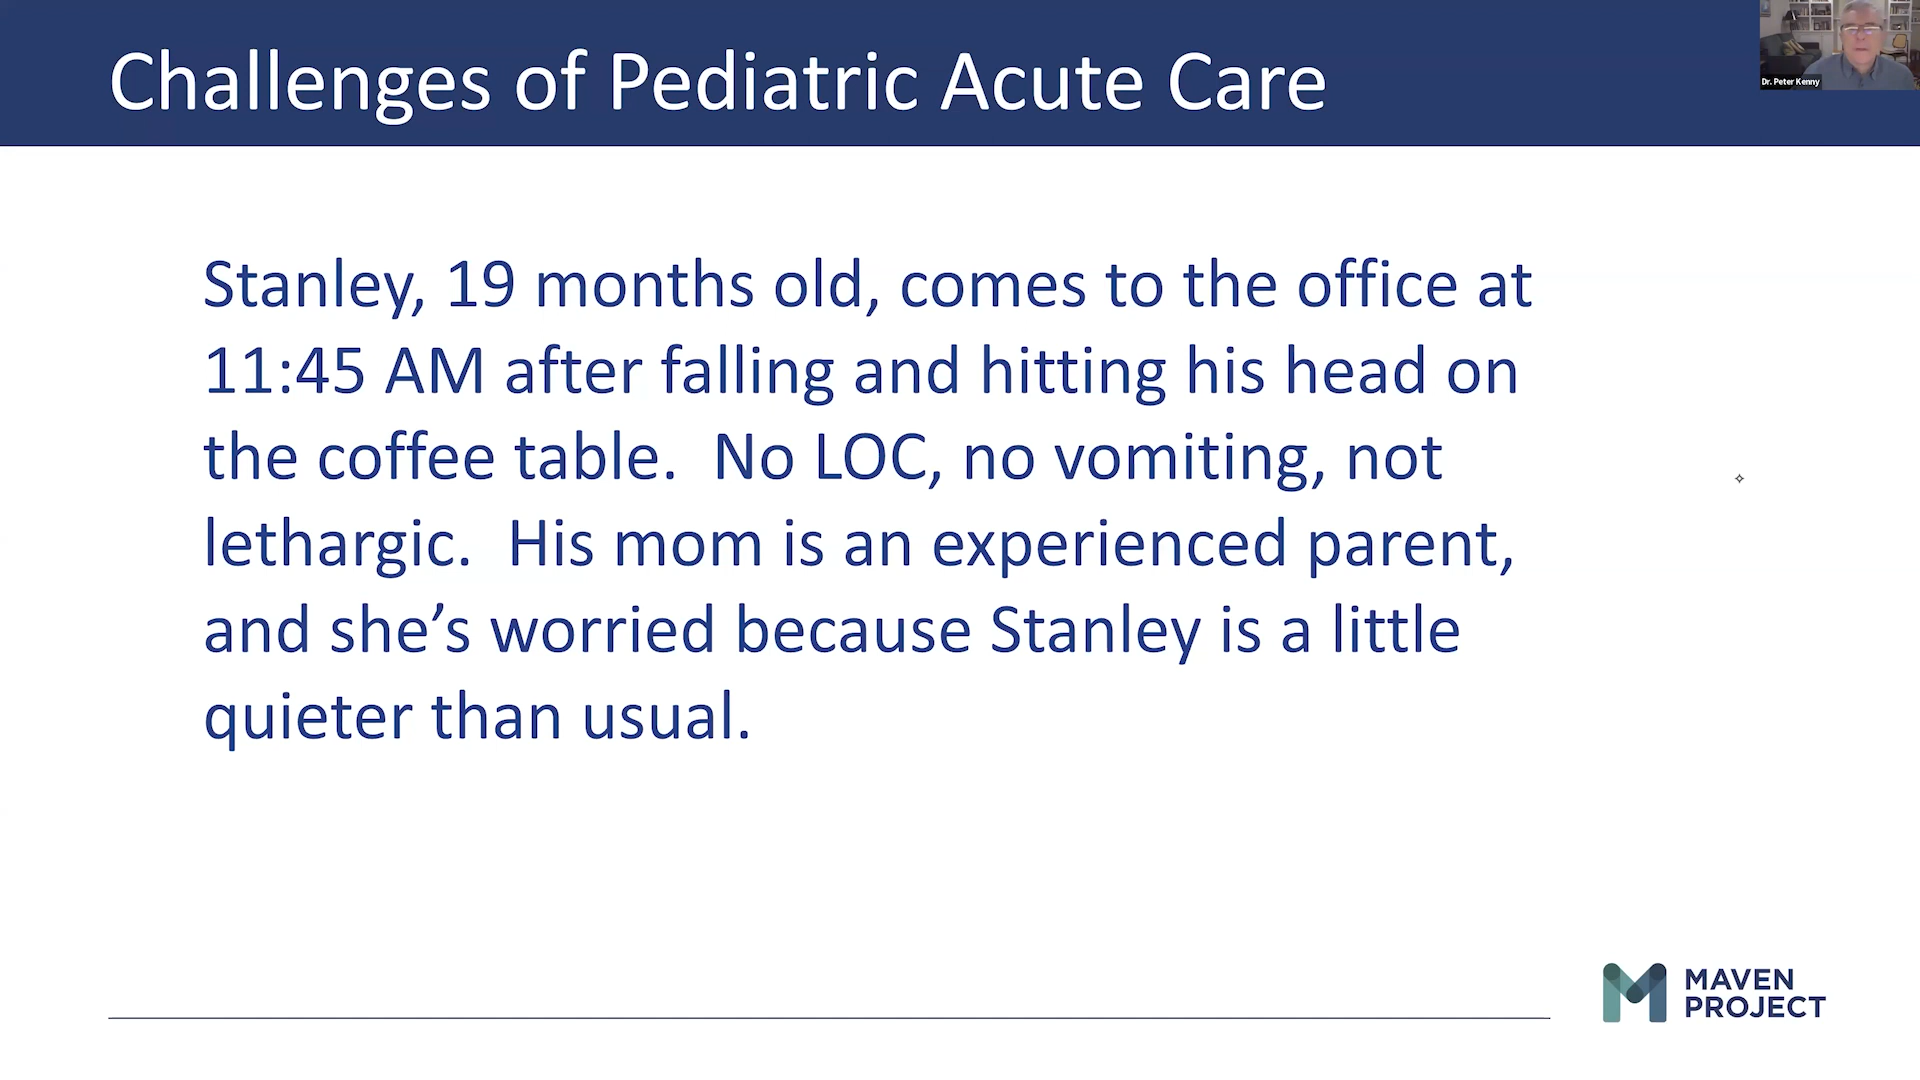 Challenges of Pediatric Acute Care
Dr. Peter Kenny
Stanley, 19 months old, comes to the office at
11:45 AM after falling and hitting his head on
the coffee table.  No LOC, no vomiting, not
lethargic.  His mom is an experienced parent,
and she’s worried because Stanley is a little
quieter than usual.
MAVEN
PROJECT